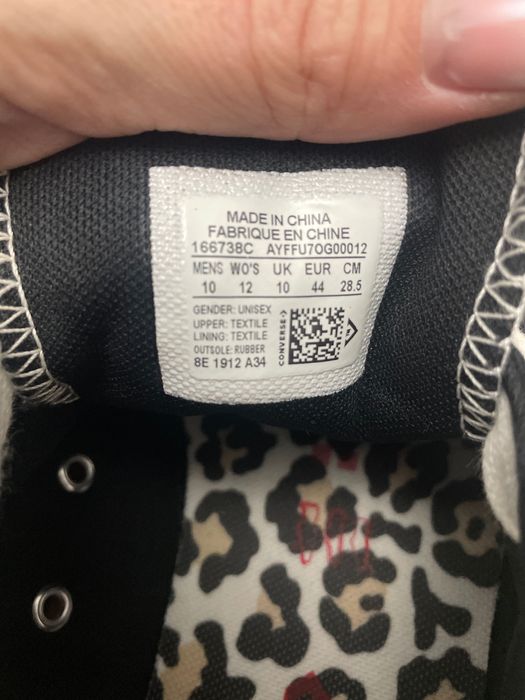 MADE IN CHINA
FABRIQUE EN CHINE
166738C AYFFU7OG00012
MENS WO'S UK EUR CM
10 12 10 44 28.5
GENDER: UNISEX
UPPER: TEXTILE
LINING: TEXTILE
OUTSOLE: RUBBER
8E 1912 A34
CONVERSE